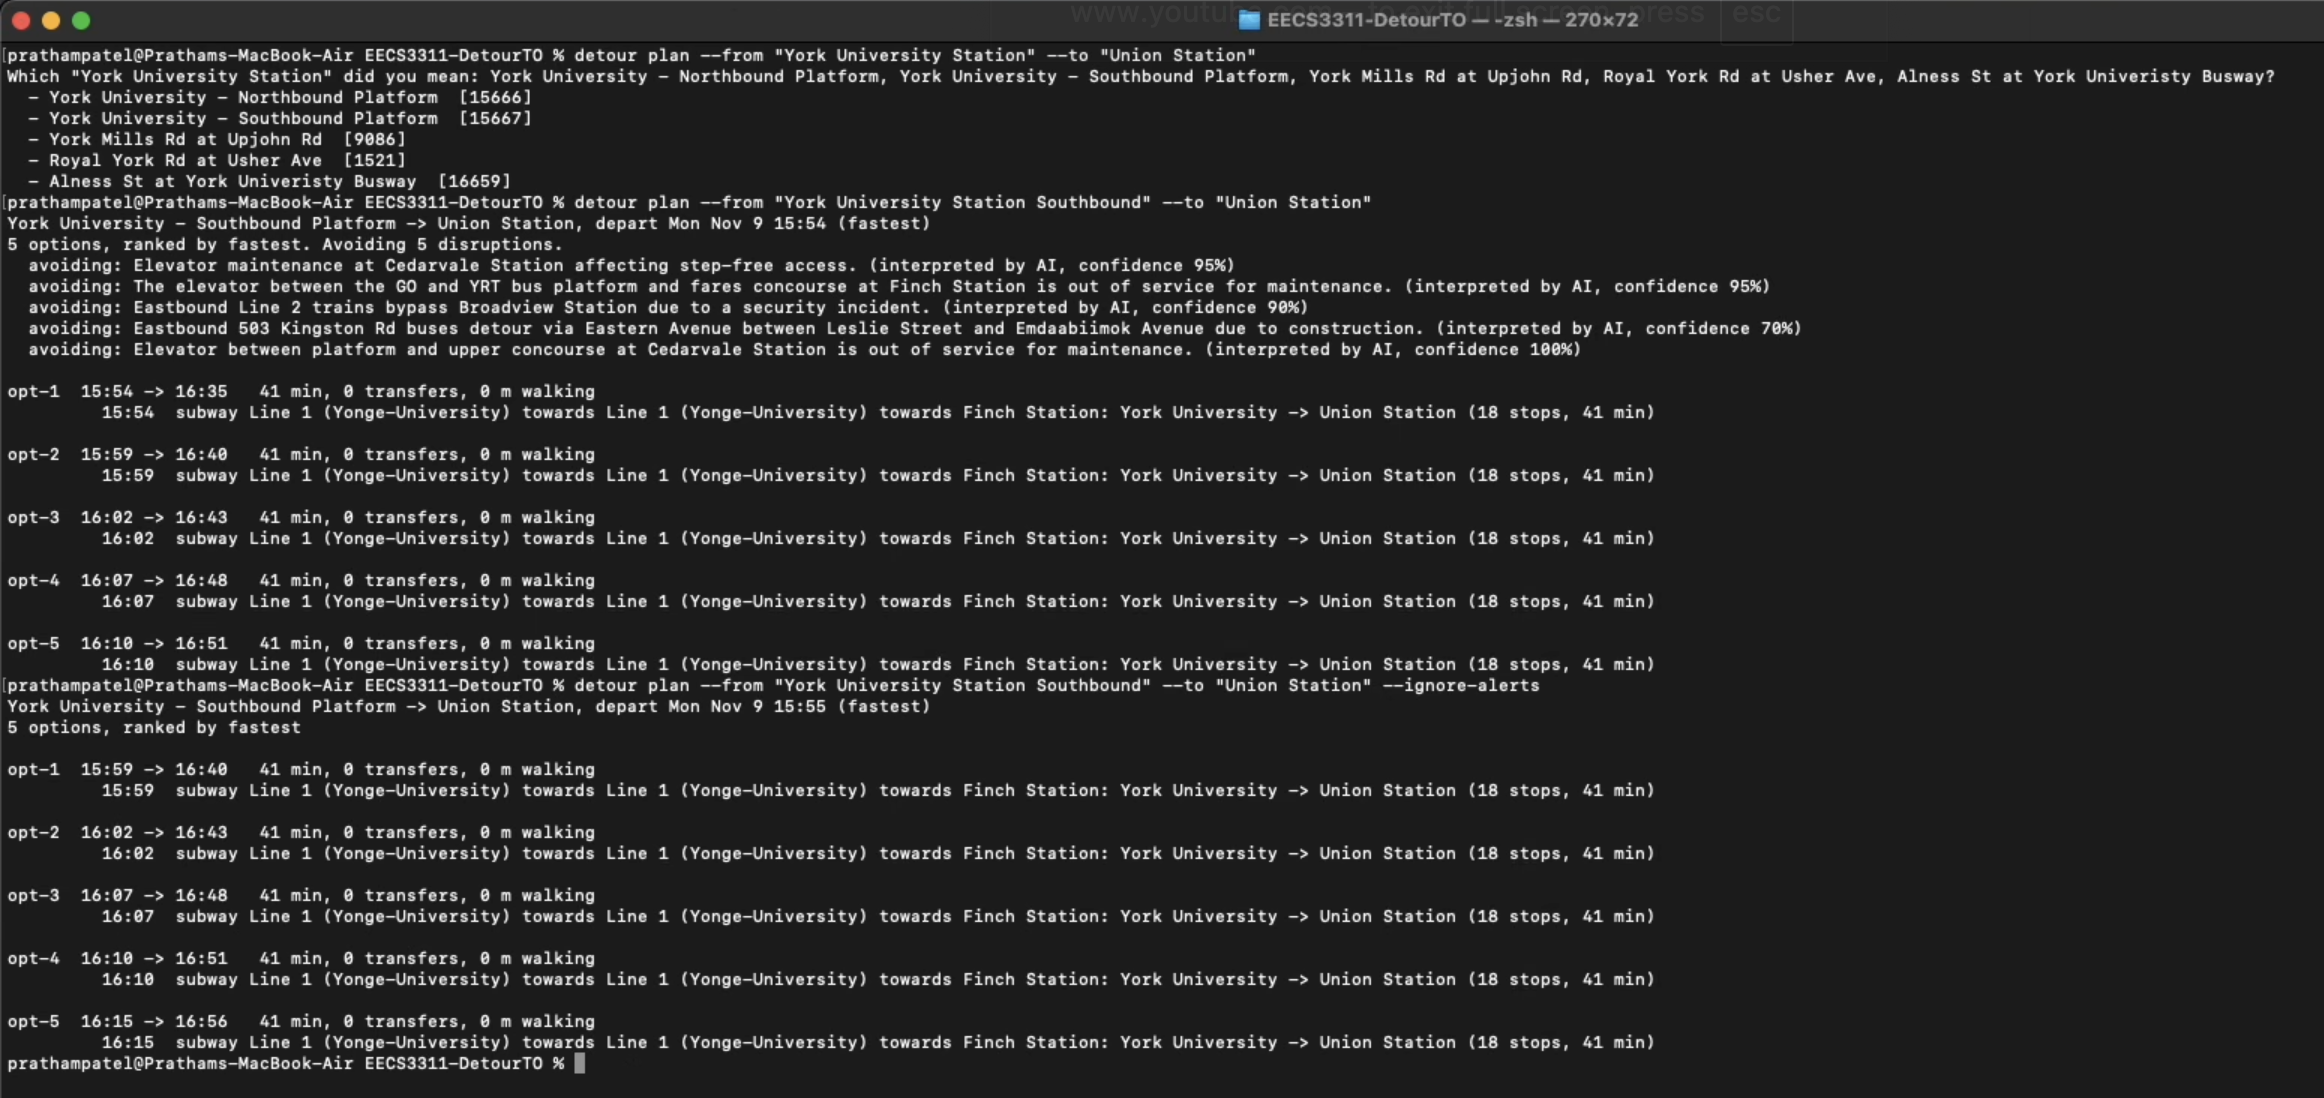 www.youtube.com — to exit full screen, press esc
EECS3311-DetourTO — -zsh — 270×72
[prathampatel@Prathams-MacBook-Air EECS3311-DetourTO % detour plan --from "York University Station" --to "Union Station"
Which "York University Station" did you mean: York University - Northbound Platform, York University - Southbound Platform, York Mills Rd at Upjohn Rd, Royal York Rd at Usher Ave, Alness St at York Univeristy Busway?
- York University - Northbound Platform [15666]
- York University - Southbound Platform [15667]
- York Mills Rd at Upjohn Rd [9086]
- Royal York Rd at Usher Ave [1521]
- Alness St at York Univeristy Busway [16659]
[prathampatel@Prathams-MacBook-Air EECS3311-DetourTO % detour plan --from "York University Station Southbound" --to "Union Station"
York University - Southbound Platform -> Union Station, depart Mon Nov 9 15:54 (fastest)
5 options, ranked by fastest. Avoiding 5 disruptions.
avoiding: Elevator maintenance at Cedarvale Station affecting step-free access. (interpreted by AI, confidence 95%)
avoiding: The elevator between the GO and YRT bus platform and fares concourse at Finch Station is out of service for maintenance. (interpreted by AI, confidence 95%)
avoiding: Eastbound Line 2 trains bypass Broadview Station due to a security incident. (interpreted by AI, confidence 90%)
avoiding: Eastbound 503 Kingston Rd buses detour via Eastern Avenue between Leslie Street and Emdaabiimok Avenue due to construction. (interpreted by AI, confidence 70%)
avoiding: Elevator between platform and upper concourse at Cedarvale Station is out of service for maintenance. (interpreted by AI, confidence 100%)
opt-1 15:54 -> 16:35 41 min, 0 transfers, 0 m walking
15:54 subway Line 1 (Yonge-University) towards Line 1 (Yonge-University) towards Finch Station: York University -> Union Station (18 stops, 41 min)
opt-2 15:59 -> 16:40 41 min, 0 transfers, 0 m walking
15:59 subway Line 1 (Yonge-University) towards Line 1 (Yonge-University) towards Finch Station: York University -> Union Station (18 stops, 41 min)
opt-3 16:02 -> 16:43 41 min, 0 transfers, 0 m walking
16:02 subway Line 1 (Yonge-University) towards Line 1 (Yonge-University) towards Finch Station: York University -> Union Station (18 stops, 41 min)
opt-4 16:07 -> 16:48 41 min, 0 transfers, 0 m walking
16:07 subway Line 1 (Yonge-University) towards Line 1 (Yonge-University) towards Finch Station: York University -> Union Station (18 stops, 41 min)
opt-5 16:10 -> 16:51 41 min, 0 transfers, 0 m walking
16:10 subway Line 1 (Yonge-University) towards Line 1 (Yonge-University) towards Finch Station: York University -> Union Station (18 stops, 41 min)
[prathampatel@Prathams-MacBook-Air EECS3311-DetourTO % detour plan --from "York University Station Southbound" --to "Union Station" --ignore-alerts
York University - Southbound Platform -> Union Station, depart Mon Nov 9 15:55 (fastest)
5 options, ranked by fastest
opt-1 15:59 -> 16:40 41 min, 0 transfers, 0 m walking
15:59 subway Line 1 (Yonge-University) towards Line 1 (Yonge-University) towards Finch Station: York University -> Union Station (18 stops, 41 min)
opt-2 16:02 -> 16:43 41 min, 0 transfers, 0 m walking
16:02 subway Line 1 (Yonge-University) towards Line 1 (Yonge-University) towards Finch Station: York University -> Union Station (18 stops, 41 min)
opt-3 16:07 -> 16:48 41 min, 0 transfers, 0 m walking
16:07 subway Line 1 (Yonge-University) towards Line 1 (Yonge-University) towards Finch Station: York University -> Union Station (18 stops, 41 min)
opt-4 16:10 -> 16:51 41 min, 0 transfers, 0 m walking
16:10 subway Line 1 (Yonge-University) towards Line 1 (Yonge-University) towards Finch Station: York University -> Union Station (18 stops, 41 min)
opt-5 16:15 -> 16:56 41 min, 0 transfers, 0 m walking
16:15 subway Line 1 (Yonge-University) towards Line 1 (Yonge-University) towards Finch Station: York University -> Union Station (18 stops, 41 min)
prathampatel@Prathams-MacBook-Air EECS3311-DetourTO %